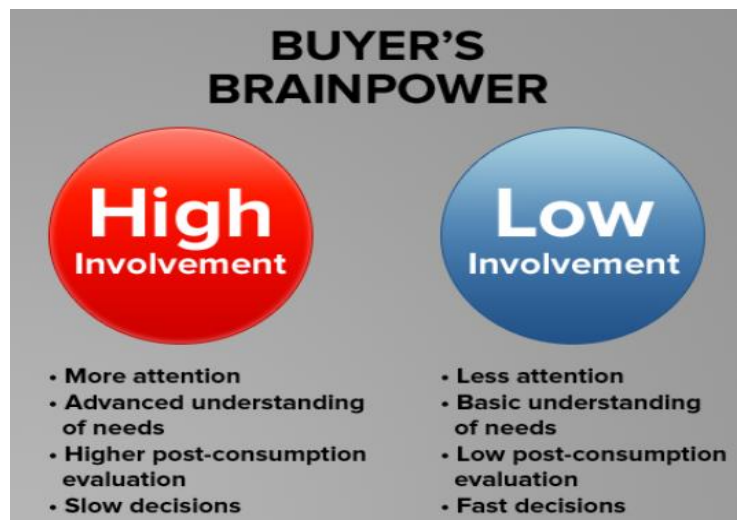 BUYER'S
BRAINPOWER
High
Involvement
• More attention
• Advanced understanding
of needs
• Higher post-consumption
evaluation
• Slow decisions
Low
Involvement
• Less attention
• Basic understanding
of needs
• Low post-consumption
evaluation
• Fast decisions